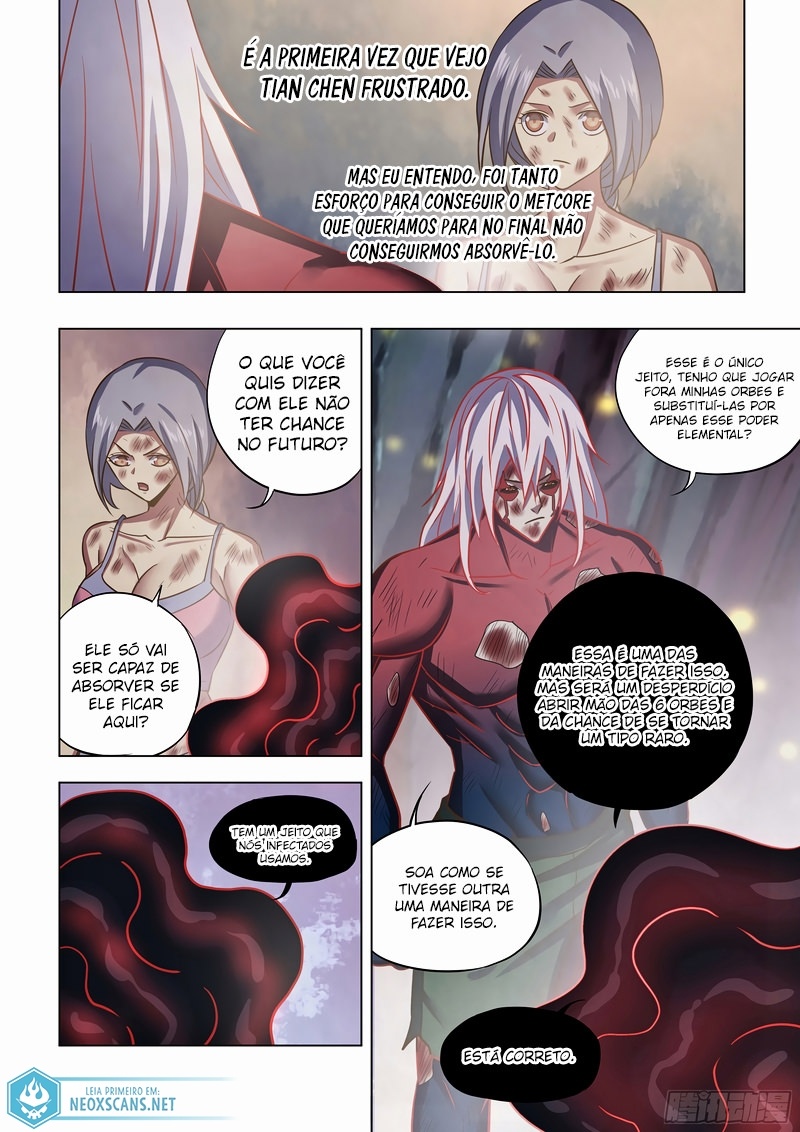 É A PRIMEIRA VEZ QUE VEJO
TIAN CHEN FRUSTRADO.
MAS EU ENTENDO, FOI TANTO
ESFORÇO PARA CONSEGUIR O METCORE
QUE QUERÍAMOS PARA NO FINAL NÃO
CONSEGUIRMOS ABSORVÊ-LO.
O QUE VOCÊ
QUIS DIZER
COM ELE NÃO
TER CHANCE
NO FUTURO?
ELE SÓ VAI
SER CAPAZ DE
ABSORVER SE
ELE FICAR
AQUI?
ESSE É O ÚNICO
JEITO, TENHO QUE JOGAR
FORA MINHAS ORBES E
SUBSTITUÍ-LAS POR
APENAS ESSE PODER
ELEMENTAL?
ESSA É UMA DAS
MANEIRAS DE FAZER ISSO.
MAS SERÁ UM DESPERDÍCIO
ABRIR MÃO DAS 6 ORBES E
DA CHANCE DE SE TORNAR
UM TIPO RARO.
TEM UM JEITO QUE
NÓS INFECTADOS
USAMOS.
SOA COMO SE
TIVESSE OUTRA
UMA MANEIRA DE
FAZER ISSO.
ESTÁ CORRETO.
LEIA PRIMEIRO EM:
NEOXSCANS.NET
腾讯动漫